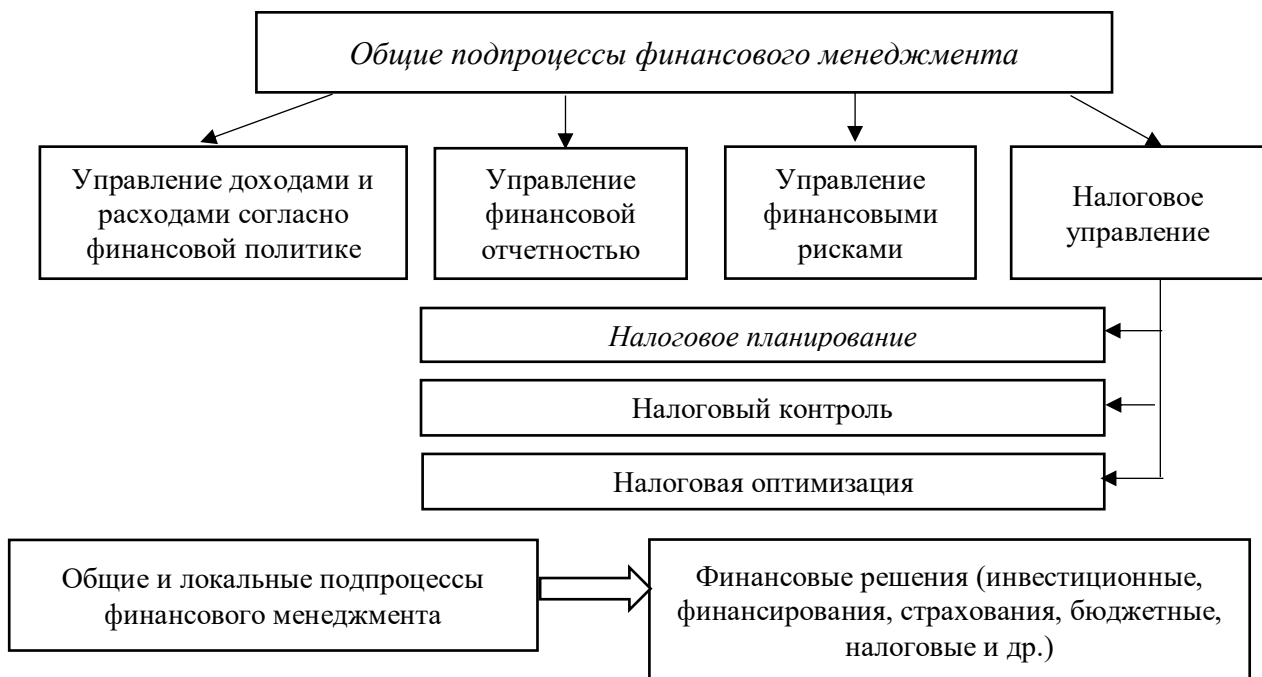 Общие подпроцессы финансового менеджмента
Управление доходами и
расходами согласно
финансовой политике
Управление
финансовой
отчетностью
Управление
финансовыми
рисками
Налоговое
управление
Налоговое планирование
Налоговый контроль
Налоговая оптимизация
Общие и локальные подпроцессы
финансового менеджмента
Финансовые решения (инвестиционные,
финансирования, страхования, бюджетные,
налоговые и др.)